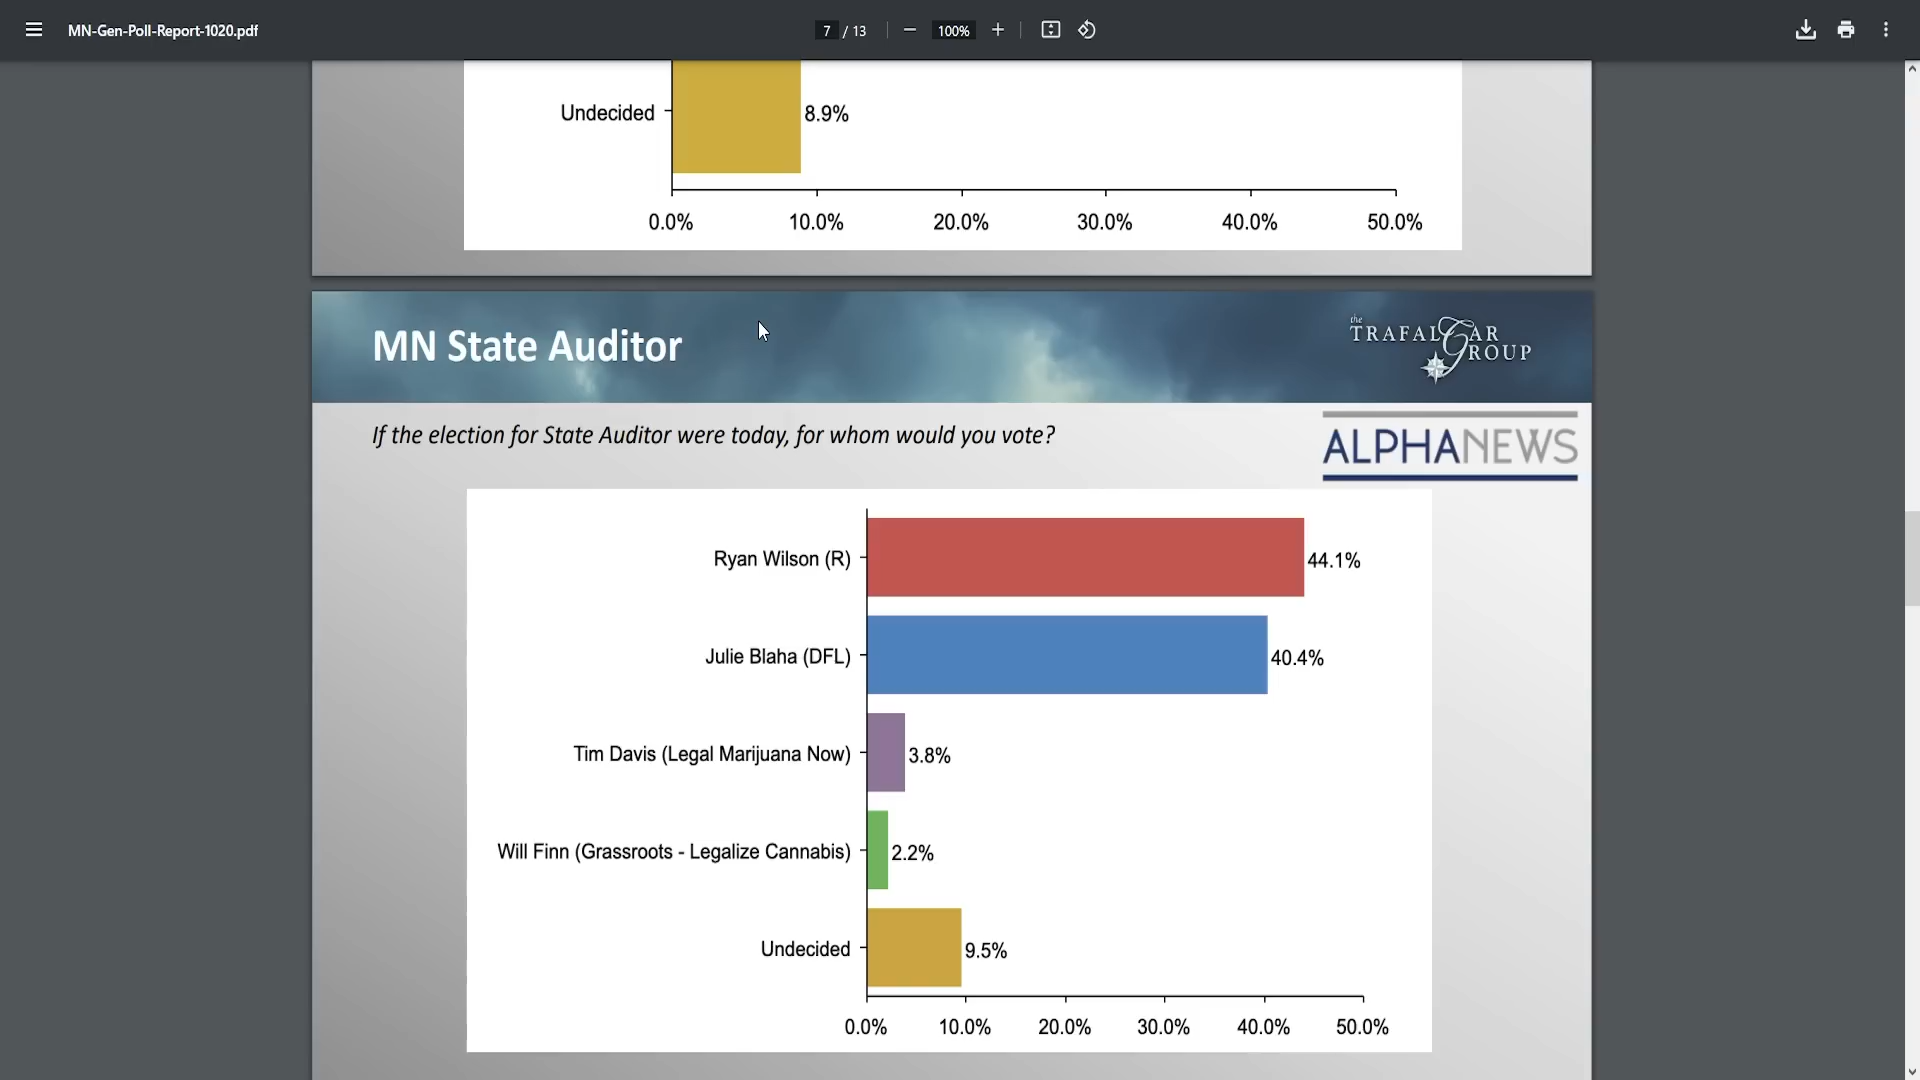 MN-Gen-Poll-Report-1020.pdf
7 / 13
100%
Undecided
8.9%
0.0% 10.0% 20.0% 30.0% 40.0% 50.0%
MN State Auditor
the
TRAFALGAR
GROUP
If the election for State Auditor were today, for whom would you vote?
ALPHANEWS
Ryan Wilson (R) 44.1%
Julie Blaha (DFL) 40.4%
Tim Davis (Legal Marijuana Now) 3.8%
Will Finn (Grassroots - Legalize Cannabis) 2.2%
Undecided 9.5%
0.0% 10.0% 20.0% 30.0% 40.0% 50.0%